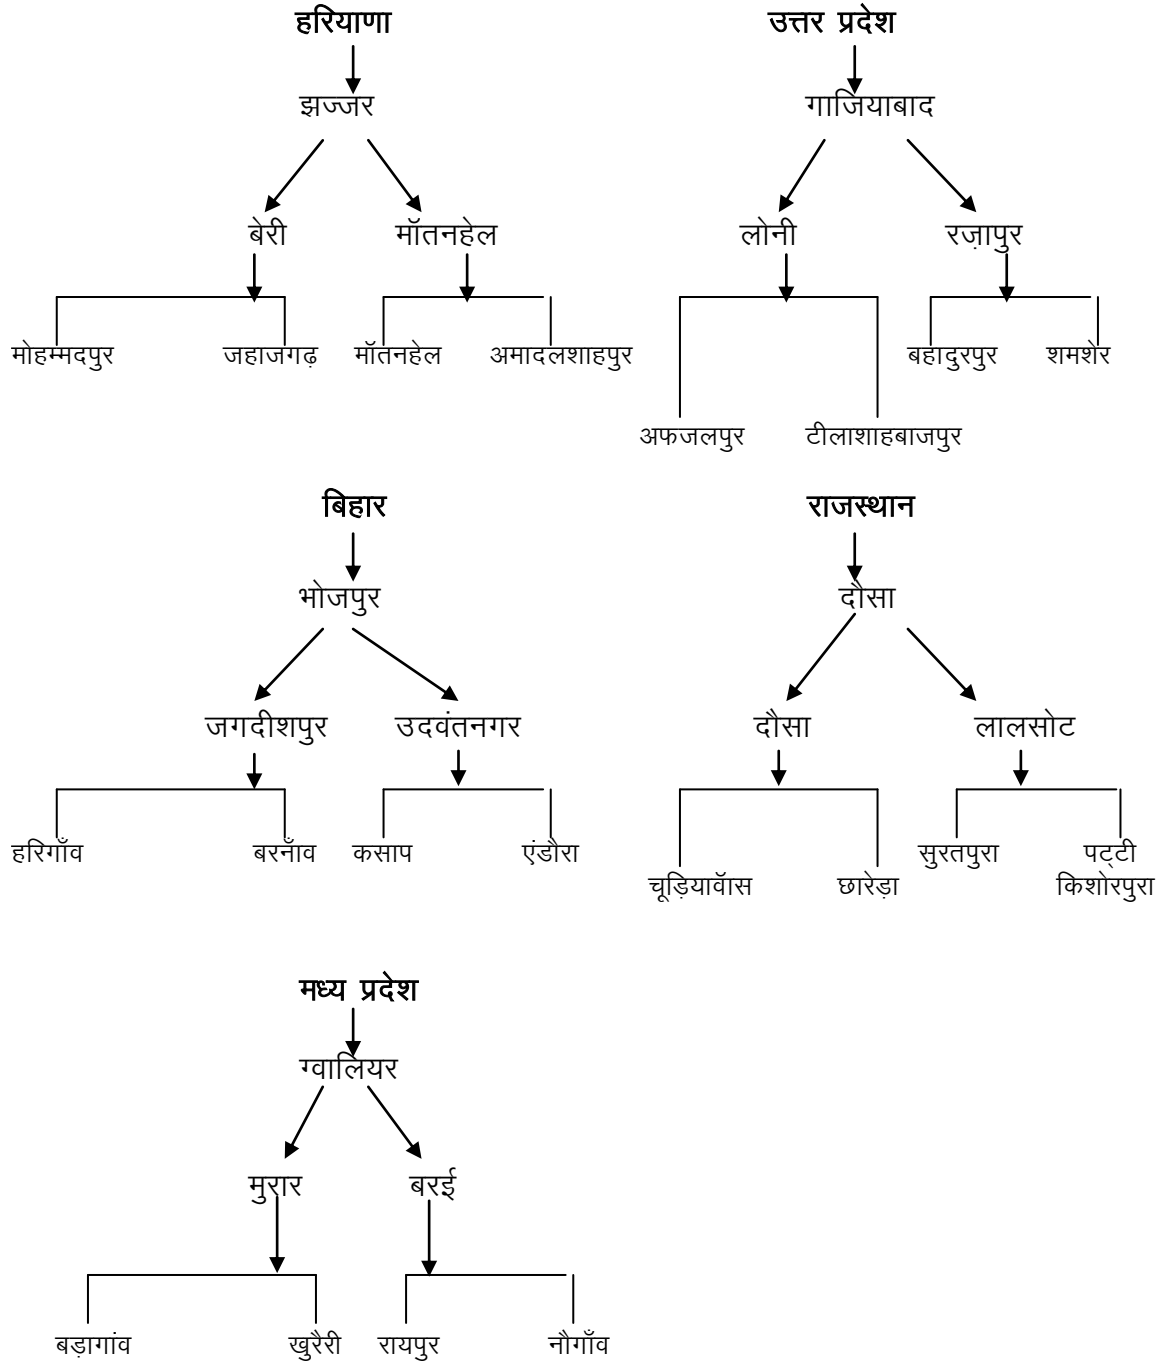 हरियाणा उत्तर प्रदेश
झज्जर गाजियाबाद
बेरी मॉतनहेल लोनी रज़ापुर
मोहम्मदपुर जहाजगढ़ मॉतनहेल अमादलशाहपुर बहादुरपुर शमशेर
अफजलपुर टीलाशाहबाजपुर
बिहार राजस्थान
भोजपुर दौसा
जगदीशपुर उदवंतनगर दौसा लालसोट
हरिगाँव बरनाँव कसाप एंडौरा सुरतपुरा पट्टी
चूड़ियावॅास छारेड़ा किशोरपुरा
मध्य प्रदेश
ग्वालियर
मुरार बरई
बड़ागांव खुरैरी रायपुर नौगाँव